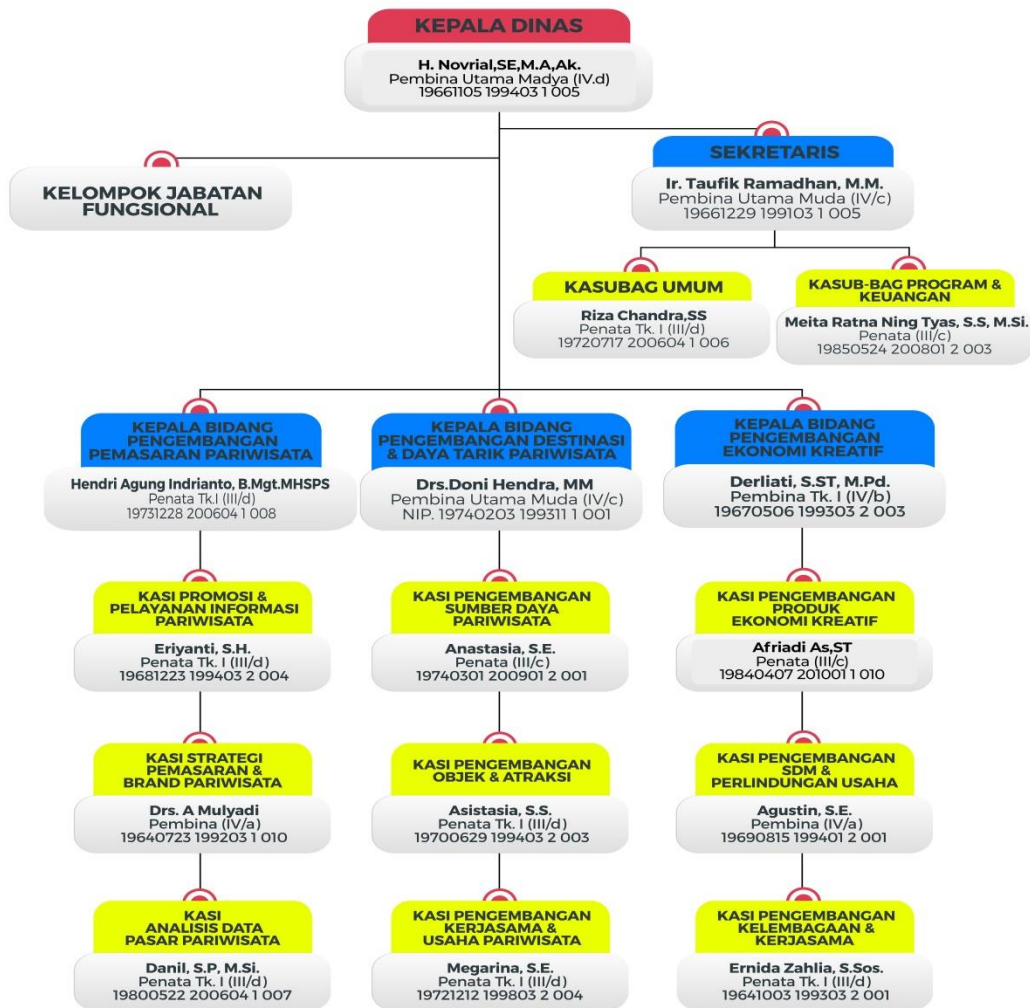 KEPALA DINAS
H. Novrial,SE,M.A,Ak.
Pembina Utama Madya (IV.d)
19661105 199403 1 005
KELOMPOK JABATAN
FUNGSIONAL
SEKRETARIS
Ir. Taufik Ramadhan, M.M.
Pembina Utama Muda (IV/c)
19661229 199103 1 005
KASUBAG UMUM
Riza Chandra,SS
Penata Tk. I (III/d)
19720717 200604 1 006
KASUB-BAG PROGRAM &
KEUANGAN
Meita Ratna Ning Tyas, S.S, M.Si.
Penata (III/c)
19850524 200801 2 003
KEPALA BIDANG
PENGEMBANGAN
PEMASARAN PARIWISATA
Hendri Agung Indrianto, B.Mgt.MHSPS
Penata Tk.I (III/d)
19731228 200604 1 008
KEPALA BIDANG
PENGEMBANGAN DESTINASI
& DAYA TARIK PARIWISATA
Drs.Doni Hendra, MM
Pembina Utama Muda (IV/c)
NIP. 19740203 199311 1 001
KEPALA BIDANG
PENGEMBANGAN
EKONOMI KREATIF
Derliati, S.ST, M.Pd.
Pembina Tk. I (IV/b)
19670506 199303 2 003
KASI PROMOSI &
PELAYANAN INFORMASI
PARIWISATA
Eriyanti, S.H.
Penata Tk. I (III/d)
19681223 199403 2 004
KASI PENGEMBANGAN
SUMBER DAYA
PARIWISATA
Anastasia, S.E.
Penata (III/c)
19740301 200901 2 001
KASI PENGEMBANGAN
PRODUK
EKONOMI KREATIF
Afriadi As,ST
Penata (III/c)
19840407 201001 1 010
KASI STRATEGI
PEMASARAN &
BRAND PARIWISATA
Drs. A Mulyadi
Pembina (IV/a)
19640723 199203 1 010
KASI PENGEMBANGAN
OBJEK & ATRAKSI
Asistasia, S.S.
Penata Tk. I (III/d)
19700629 199403 2 003
KASI PENGEMBANGAN
SDM &
PERLINDUNGAN USAHA
Agustin, S.E.
Pembina (IV/a)
19690815 199401 2 001
KASI
ANALISIS DATA
PASAR PARIWISATA
Danil, S.P, M.Si.
Penata Tk. I (III/d)
19800522 200604 1 007
KASI PENGEMBANGAN
KERJASAMA &
USAHA PARIWISATA
Megarina, S.E.
Penata Tk. I (III/d)
19721212 199803 2 004
KASI PENGEMBANGAN
KELEMBAGAAN &
KERJASAMA
Ernida Zahlia, S.Sos.
Penata Tk. I (III/d)
19641003 199303 2 001